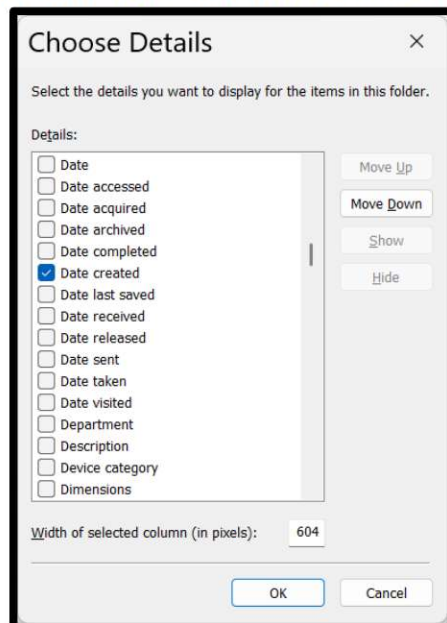 Choose Details
Select the details you want to display for the items in this folder.
Details:
Date
Date accessed
Date acquired
Date archived
Date completed
Date created
Date last saved
Date received
Date released
Date sent
Date taken
Date visited
Department
Description
Device category
Dimensions
Move Up
Move Down
Show
Hide
Width of selected column (in pixels): 604
OK Cancel